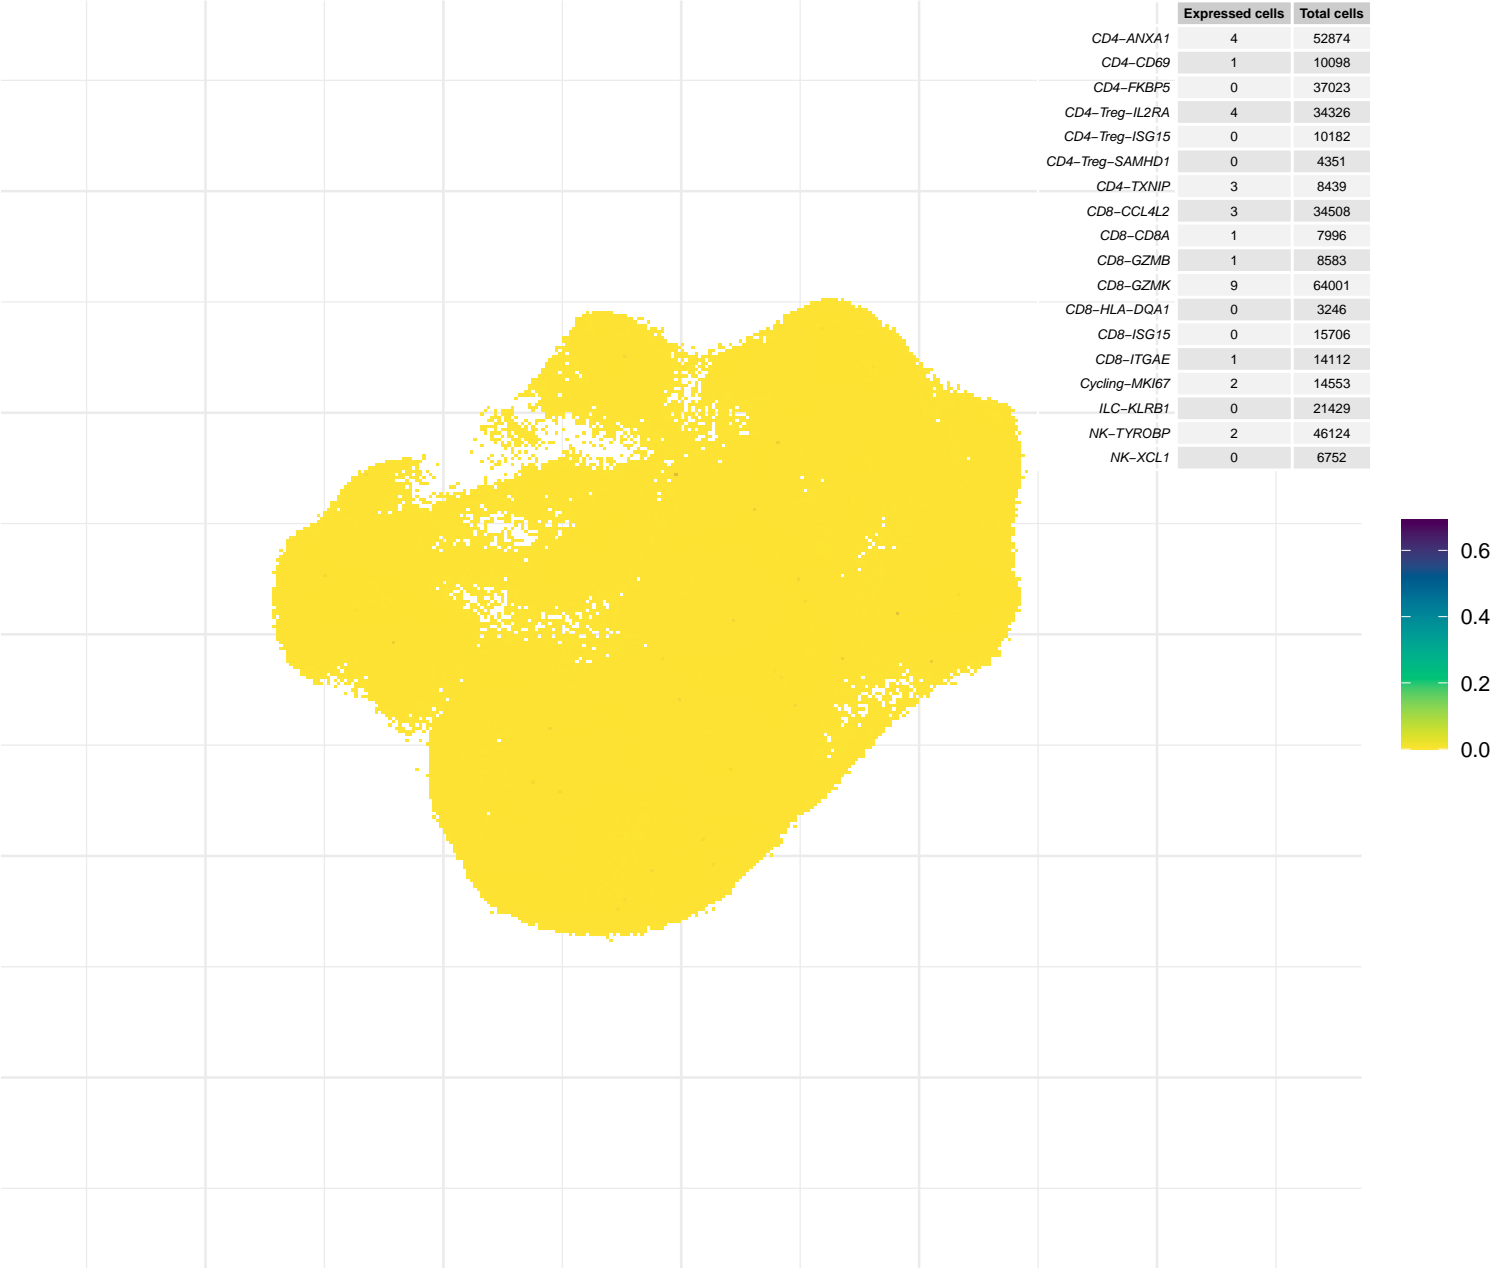 Expressed cells Total cells
CD4−ANXA1 4 52874
CD4−CD69 1 10098
CD4−FKBP5 0 37023
CD4−Treg−IL2RA 4 34326
CD4−Treg−ISG15 0 10182
CD4−Treg−SAMHD1 0 4351
CD4−TXNIP 3 8439
CD8−CCL4L2 3 34508
CD8−CD8A 1 7996
CD8−GZMB 1 8583
CD8−GZMK 9 64001
CD8−HLA−DQA1 0 3246
CD8−ISG15 0 15706
CD8−ITGAE 1 14112
Cycling−MKI67 2 14553
ILC−KLRB1 0 21429
NK−TYROBP 2 46124
NK−XCL1 0 6752
0.6
0.4
0.2
0.0